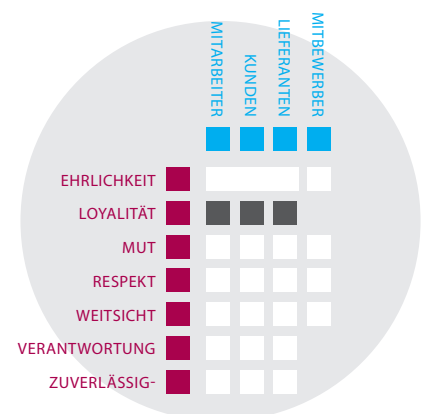 MITARBEITER
KUNDEN
LIEFERANTEN
MITBEWERBER
EHRLICHKEIT
LOYALITÄT
MUT
RESPEKT
WEITSICHT
VERANTWORTUNG
ZUVERLÄSSIG-